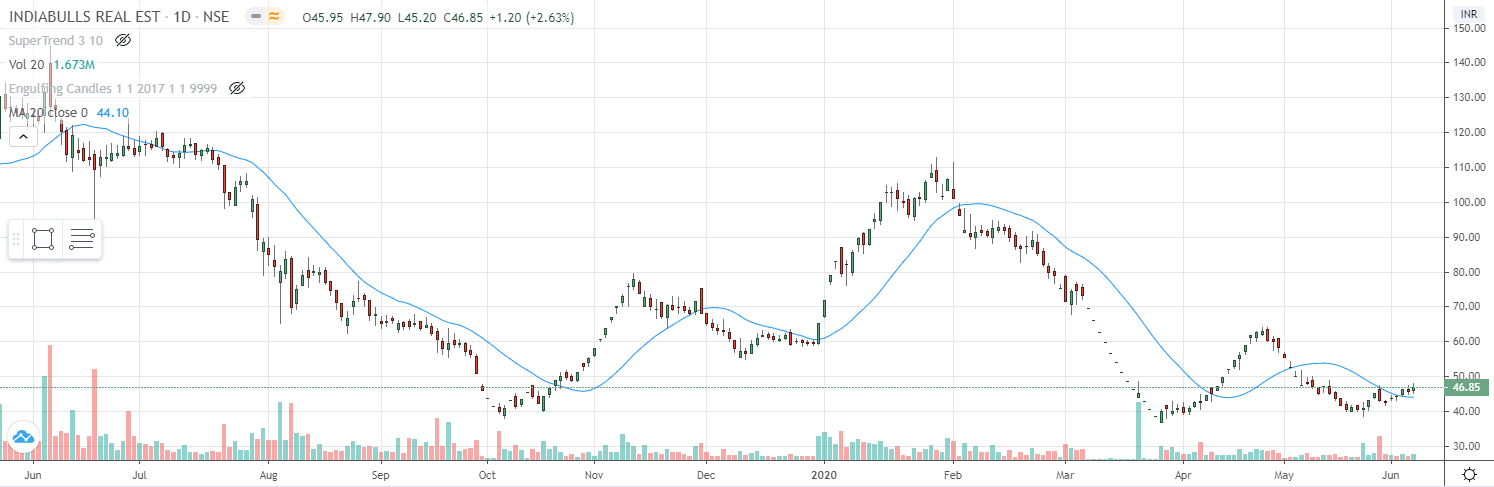 INDIABULLS REAL EST · 1D · NSE O45.95 H47.90 L45.20 C46.85 +1.20 (+2.63%)
INR
SuperTrend 3 10
Vol 20 1.673M
Engulfing Candles 1 1 2017 1 1 9999
MA 20 close 0 44.10
150.00
140.00
130.00
120.00
110.00
100.00
90.00
80.00
70.00
60.00
50.00
46.85
40.00
30.00
Jun Jul Aug Sep Oct Nov Dec 2020 Feb Mar Apr May Jun